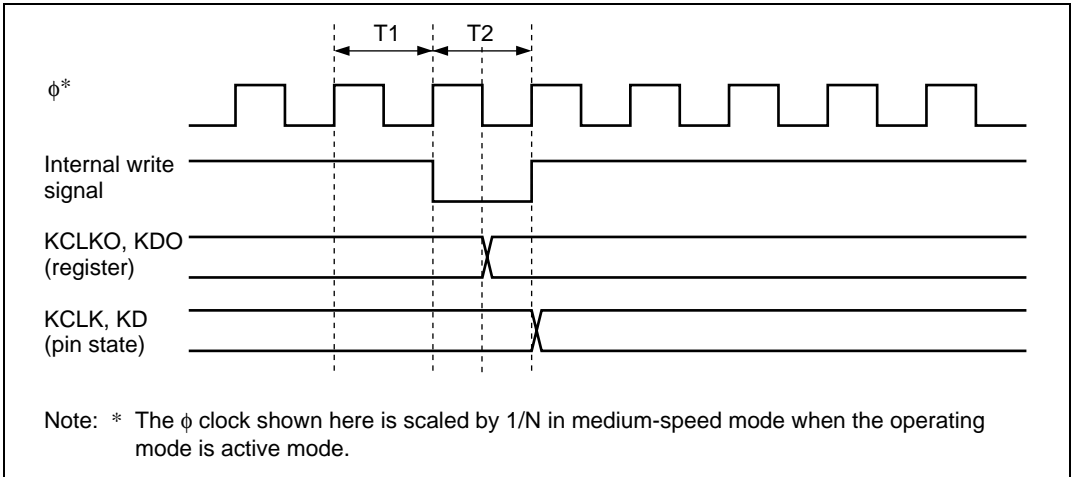 T1 T2
ϕ*
Internal write
signal
KCLKO, KDO
(register)
KCLK, KD
(pin state)
Note: * The ϕ clock shown here is scaled by 1/N in medium-speed mode when the operating
mode is active mode.